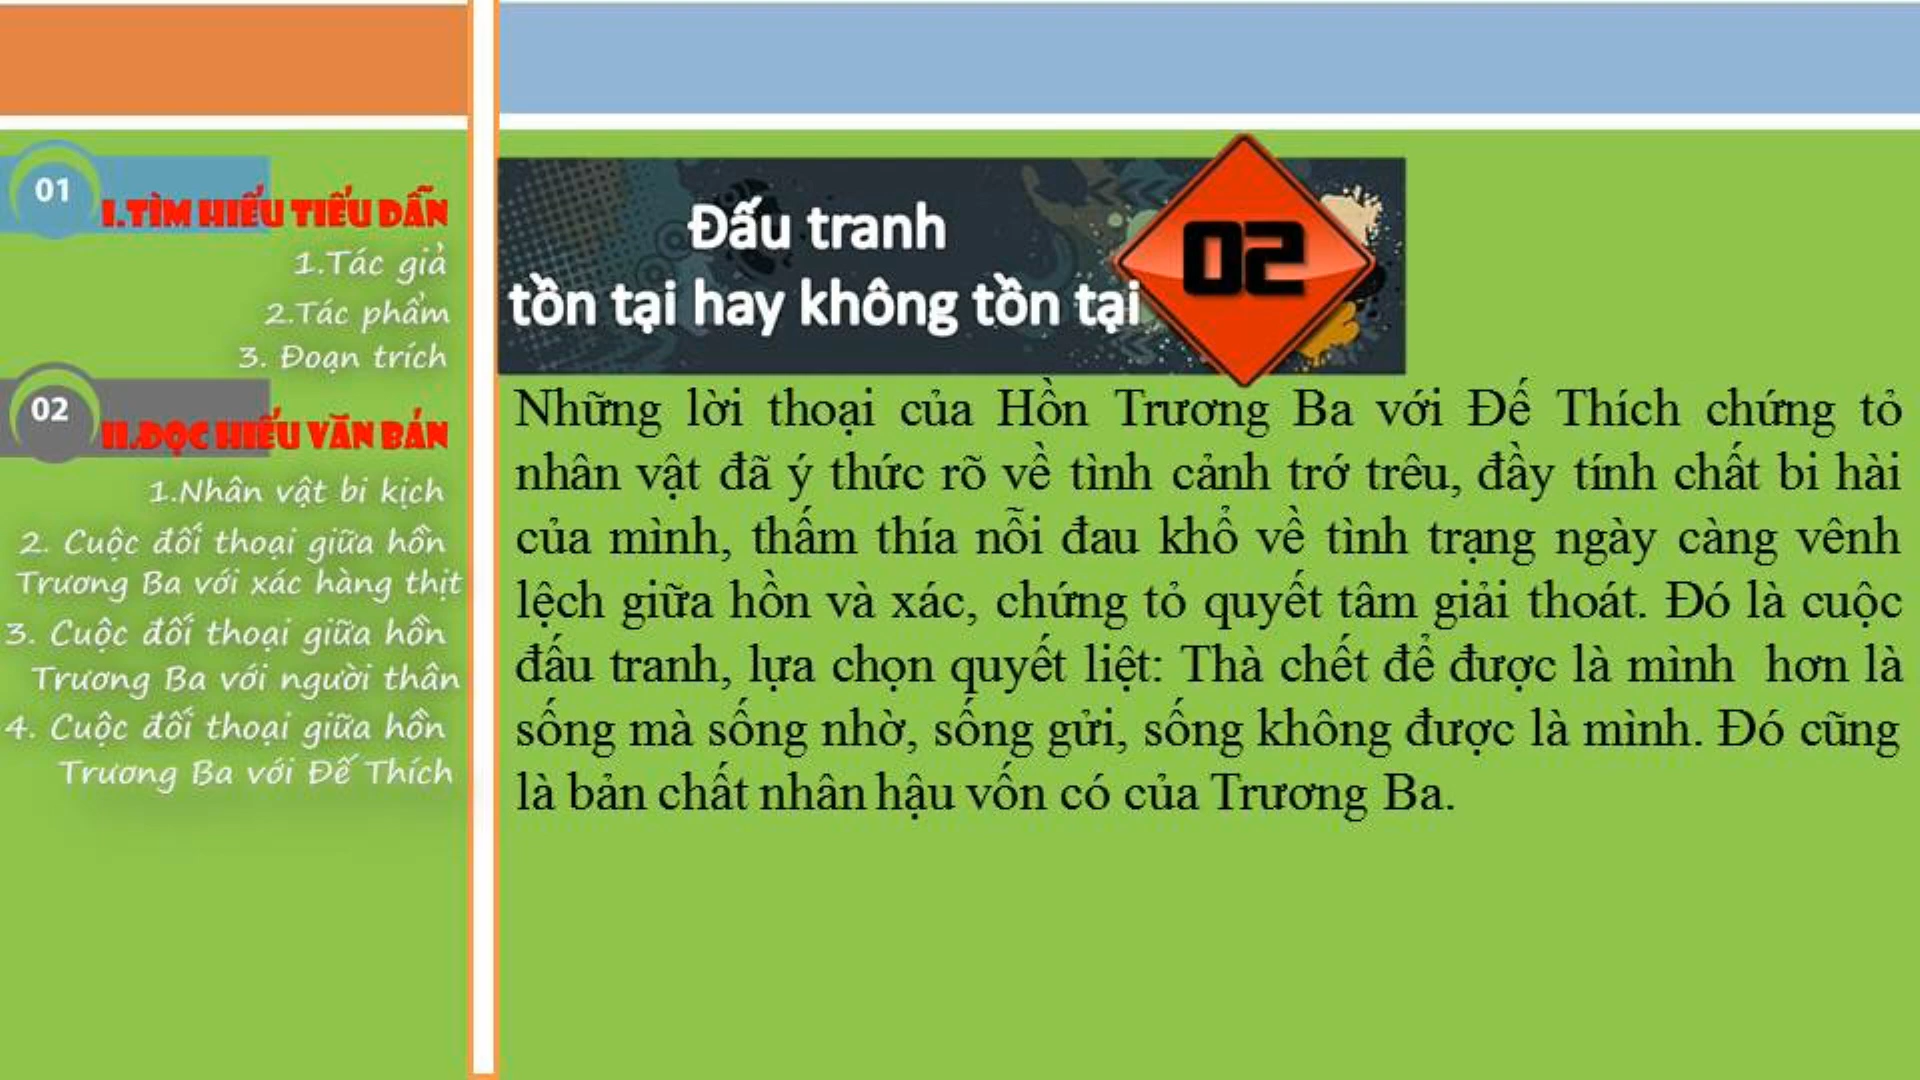 01
I.TÌM HIỂU TIỂU DẪN
1.Tác giả
2.Tác phẩm
3. Đoạn trích
02
II.ĐỌC HIỂU VĂN BẢN
1.Nhân vật bi kịch
2. Cuộc đối thoại giữa hồn
Trương Ba với xác hàng thịt
3. Cuộc đối thoại giữa hồn
Trương Ba với người thân
4. Cuộc đối thoại giữa hồn
Trương Ba với Đế Thích
Đấu tranh
tồn tại hay không tồn tại
02
Những lời thoại của Hồn Trương Ba với Đế Thích chứng tỏ
nhân vật đã ý thức rõ về tình cảnh trớ trêu, đầy tính chất bi hài
của mình, thấm thía nỗi đau khổ về tình trạng ngày càng vênh
lệch giữa hồn và xác, chứng tỏ quyết tâm giải thoát. Đó là cuộc
đấu tranh, lựa chọn quyết liệt: Thà chết để được là mình hơn là
sống mà sống nhờ, sống gửi, sống không được là mình. Đó cũng
là bản chất nhân hậu vốn có của Trương Ba.